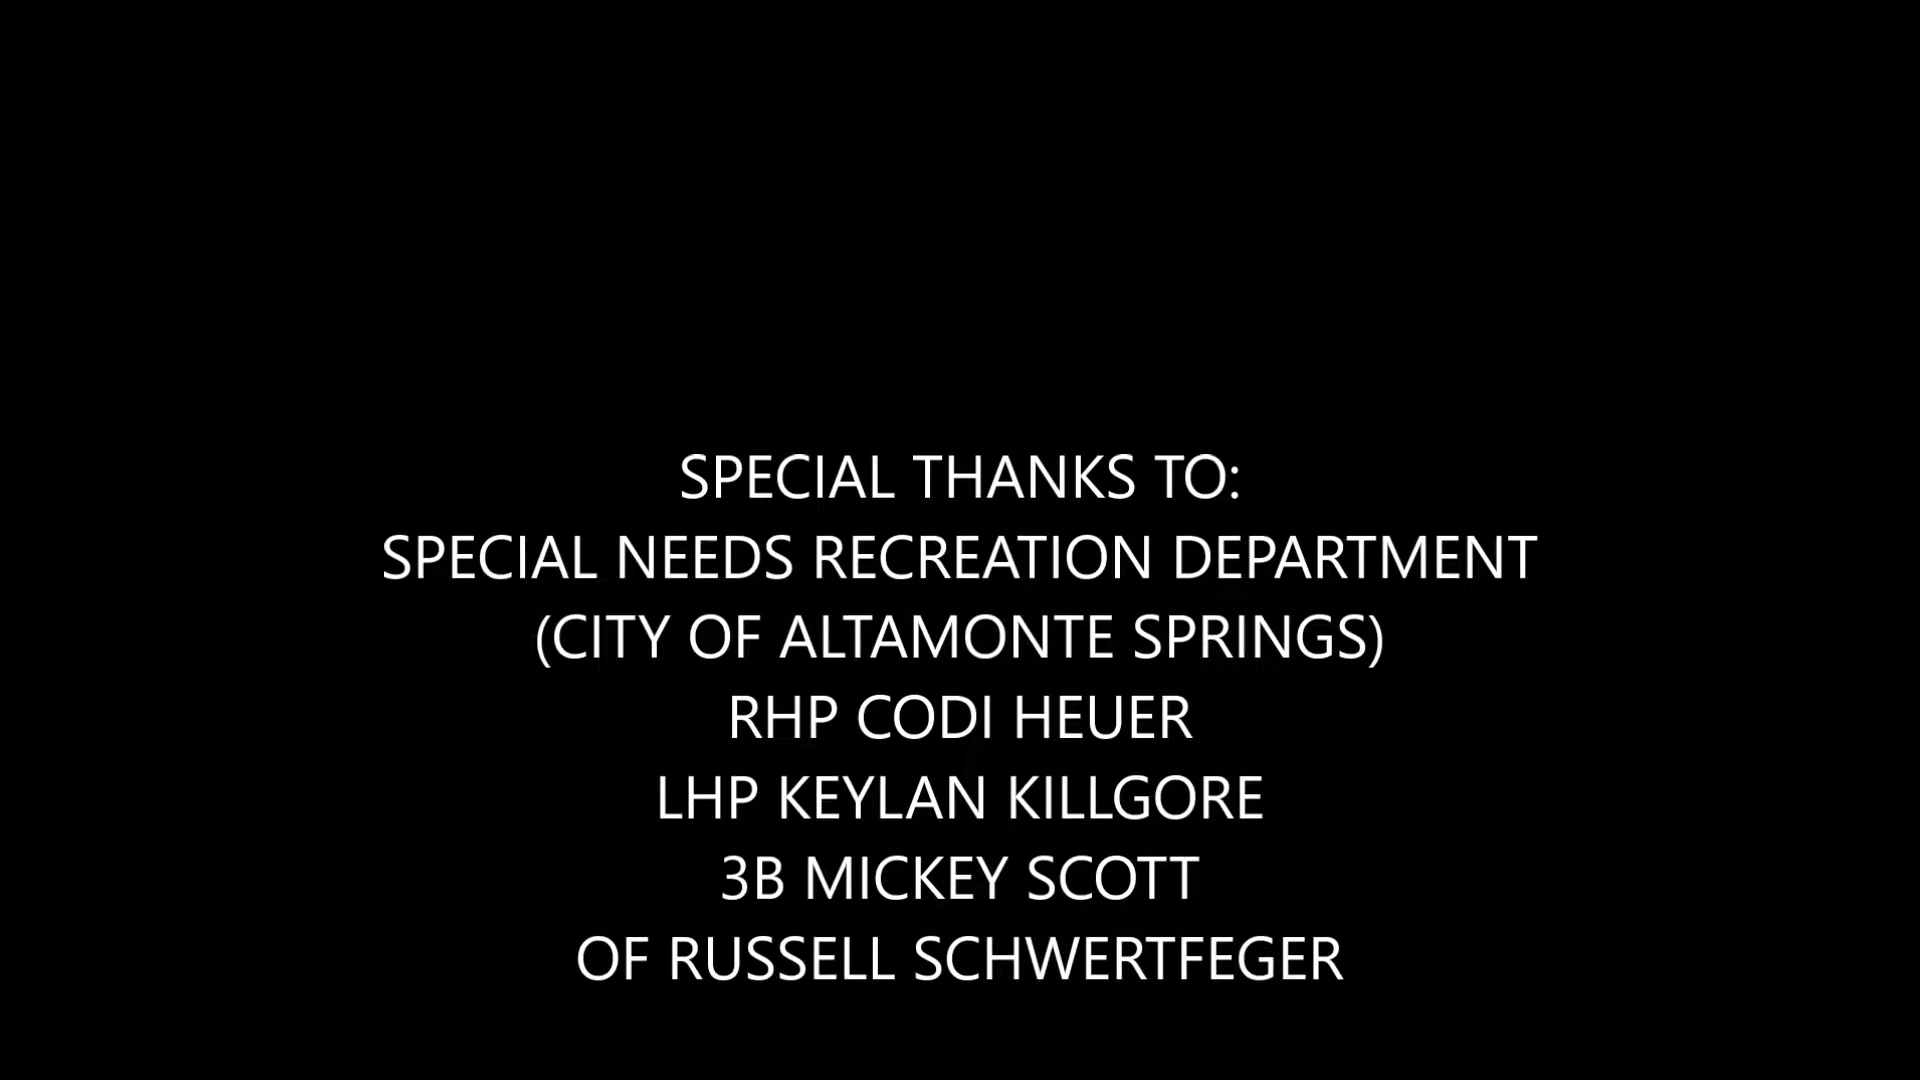 SPECIAL THANKS TO:
SPECIAL NEEDS RECREATION DEPARTMENT
(CITY OF ALTAMONTE SPRINGS)
RHP CODI HEUER
LHP KEYLAN KILLGORE
3B MICKEY SCOTT
OF RUSSELL SCHWERTFEGER